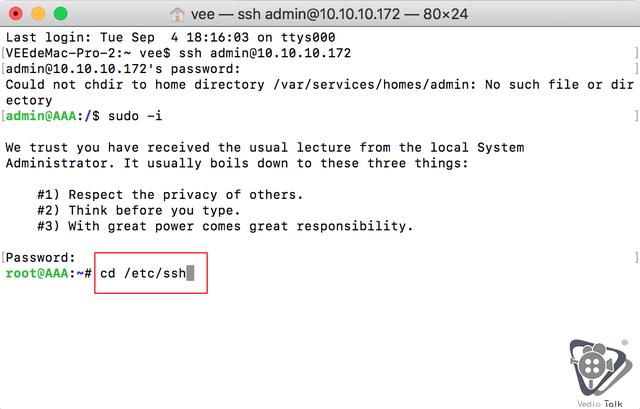 vee — ssh admin@10.10.10.172 — 80×24
Last login: Tue Sep  4 18:16:03 on ttys000
[VEEdeMac-Pro-2:~ vee$ ssh admin@10.10.10.172 ]
[admin@10.10.10.172's password: ]
Could not chdir to home directory /var/services/homes/admin: No such file or dir
ectory
[admin@AAA:/$ sudo -i ]
We trust you have received the usual lecture from the local System
Administrator. It usually boils down to these three things:
#1) Respect the privacy of others.
#2) Think before you type.
#3) With great power comes great responsibility.
[Password: ]
root@AAA:~# cd /etc/ssh
®
Vedio Talk